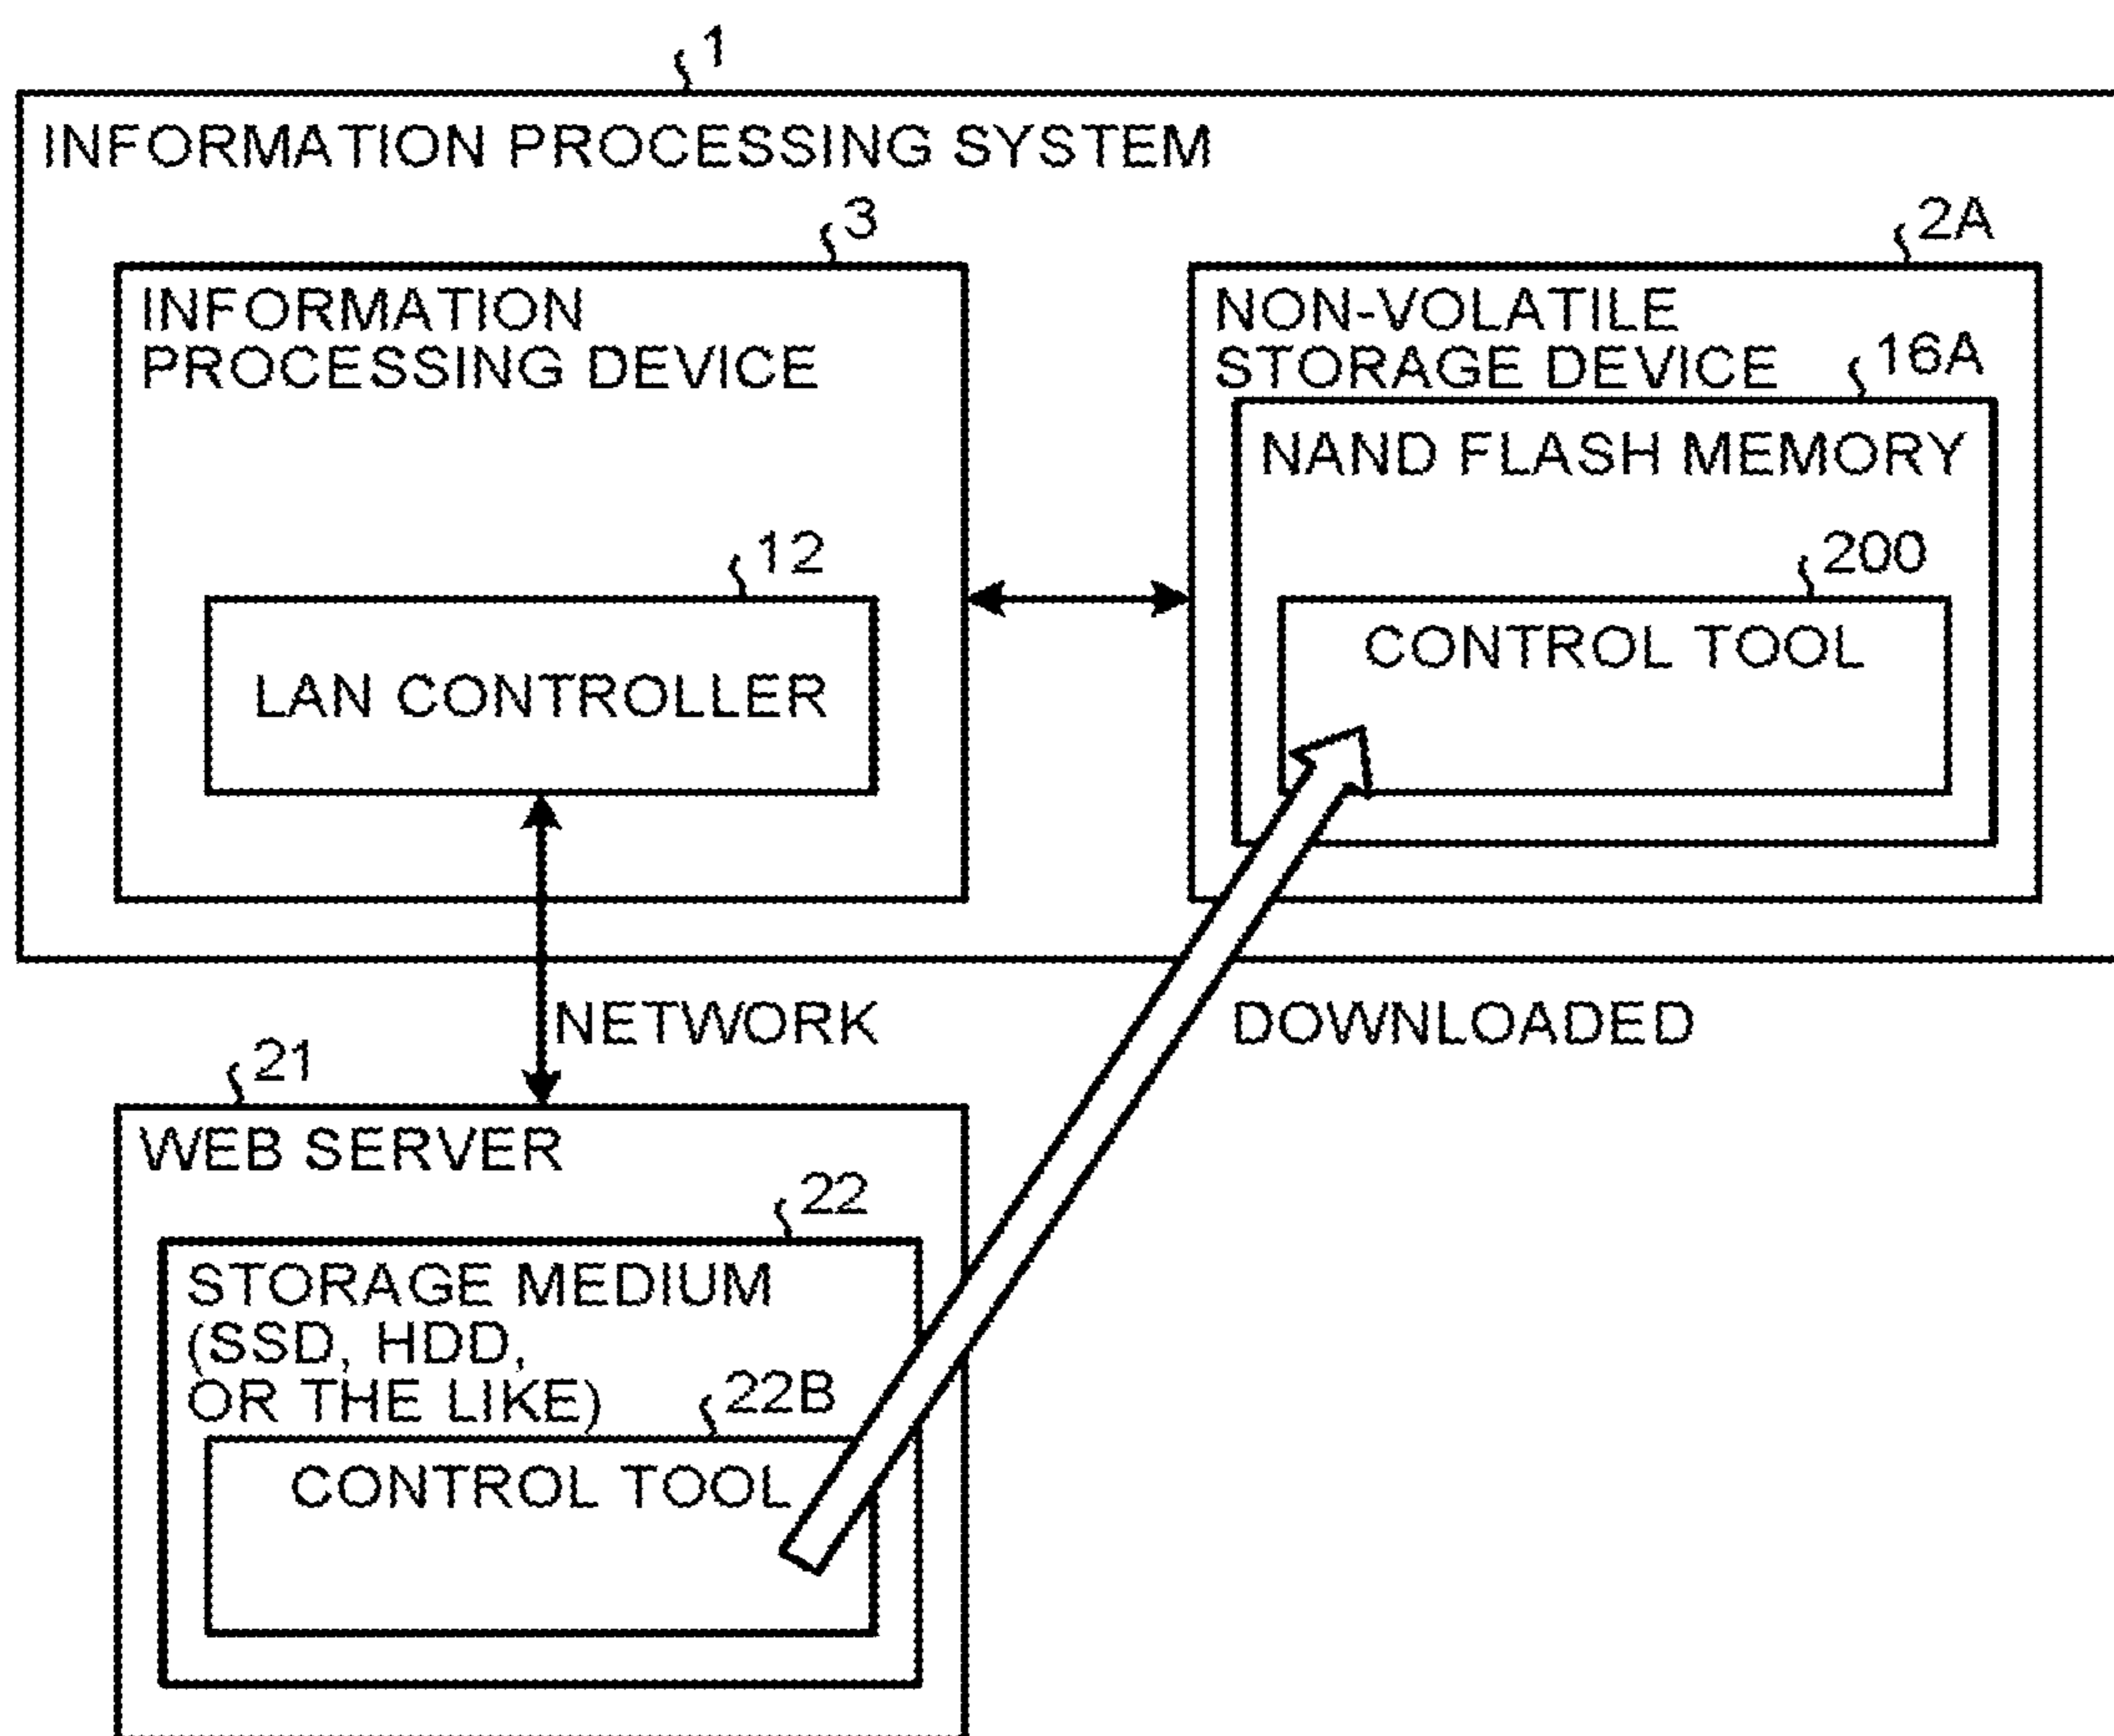 1
INFORMATION PROCESSING SYSTEM
3
2A
INFORMATION
PROCESSING DEVICE
NON-VOLATILE
STORAGE DEVICE
16A
NAND FLASH MEMORY
12
200
LAN CONTROLLER
CONTROL TOOL
NETWORK
DOWNLOADED
21
WEB SERVER
22
STORAGE MEDIUM
(SSD, HDD,
OR THE LIKE)
22B
CONTROL TOOL